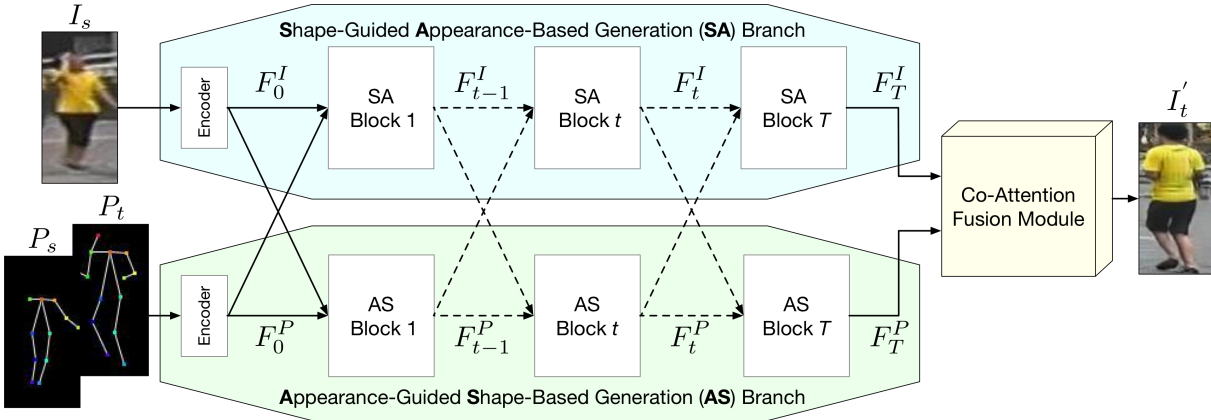 I_s
Shape-Guided Appearance-Based Generation (SA) Branch
Encoder
F_0^I
SA
Block 1
F_{t-1}^I
SA
Block t
F_t^I
SA
Block T
F_T^I
I_t^'
Co-Attention
Fusion Module
P_t
P_s
Encoder
F_0^P
AS
Block 1
F_{t-1}^P
AS
Block t
F_t^P
AS
Block T
F_T^P
Appearance-Guided Shape-Based Generation (AS) Branch